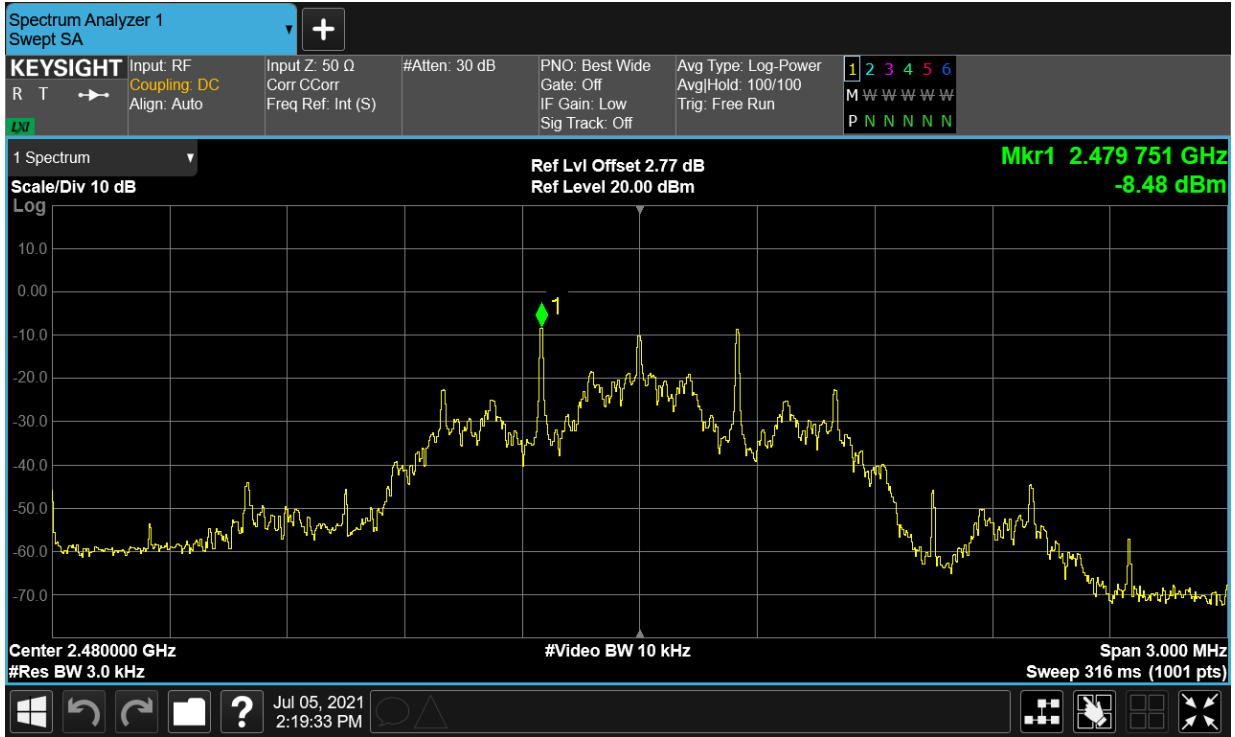 Spectrum Analyzer 1
Swept SA
+
KEYSIGHT
R T
LXI
Input: RF
Coupling: DC
Align: Auto
Input Z: 50 Ω
Corr CCorr
Freq Ref: Int (S)
#Atten: 30 dB
PNO: Best Wide
Gate: Off
IF Gain: Low
Sig Track: Off
Avg Type: Log-Power
Avg|Hold: 100/100
Trig: Free Run
1 2 3 4 5 6
M W W W W W
P N N N N N
1 Spectrum
Scale/Div 10 dB
Log
Ref Lvl Offset 2.77 dB
Ref Level 20.00 dBm
Mkr1 2.479 751 GHz
-8.48 dBm
10.0
0.00
-10.0
-20.0
-30.0
-40.0
-50.0
-60.0
-70.0
1
Center 2.480000 GHz
#Res BW 3.0 kHz
#Video BW 10 kHz
Span 3.000 MHz
Sweep 316 ms (1001 pts)
?
Jul 05, 2021
2:19:33 PM